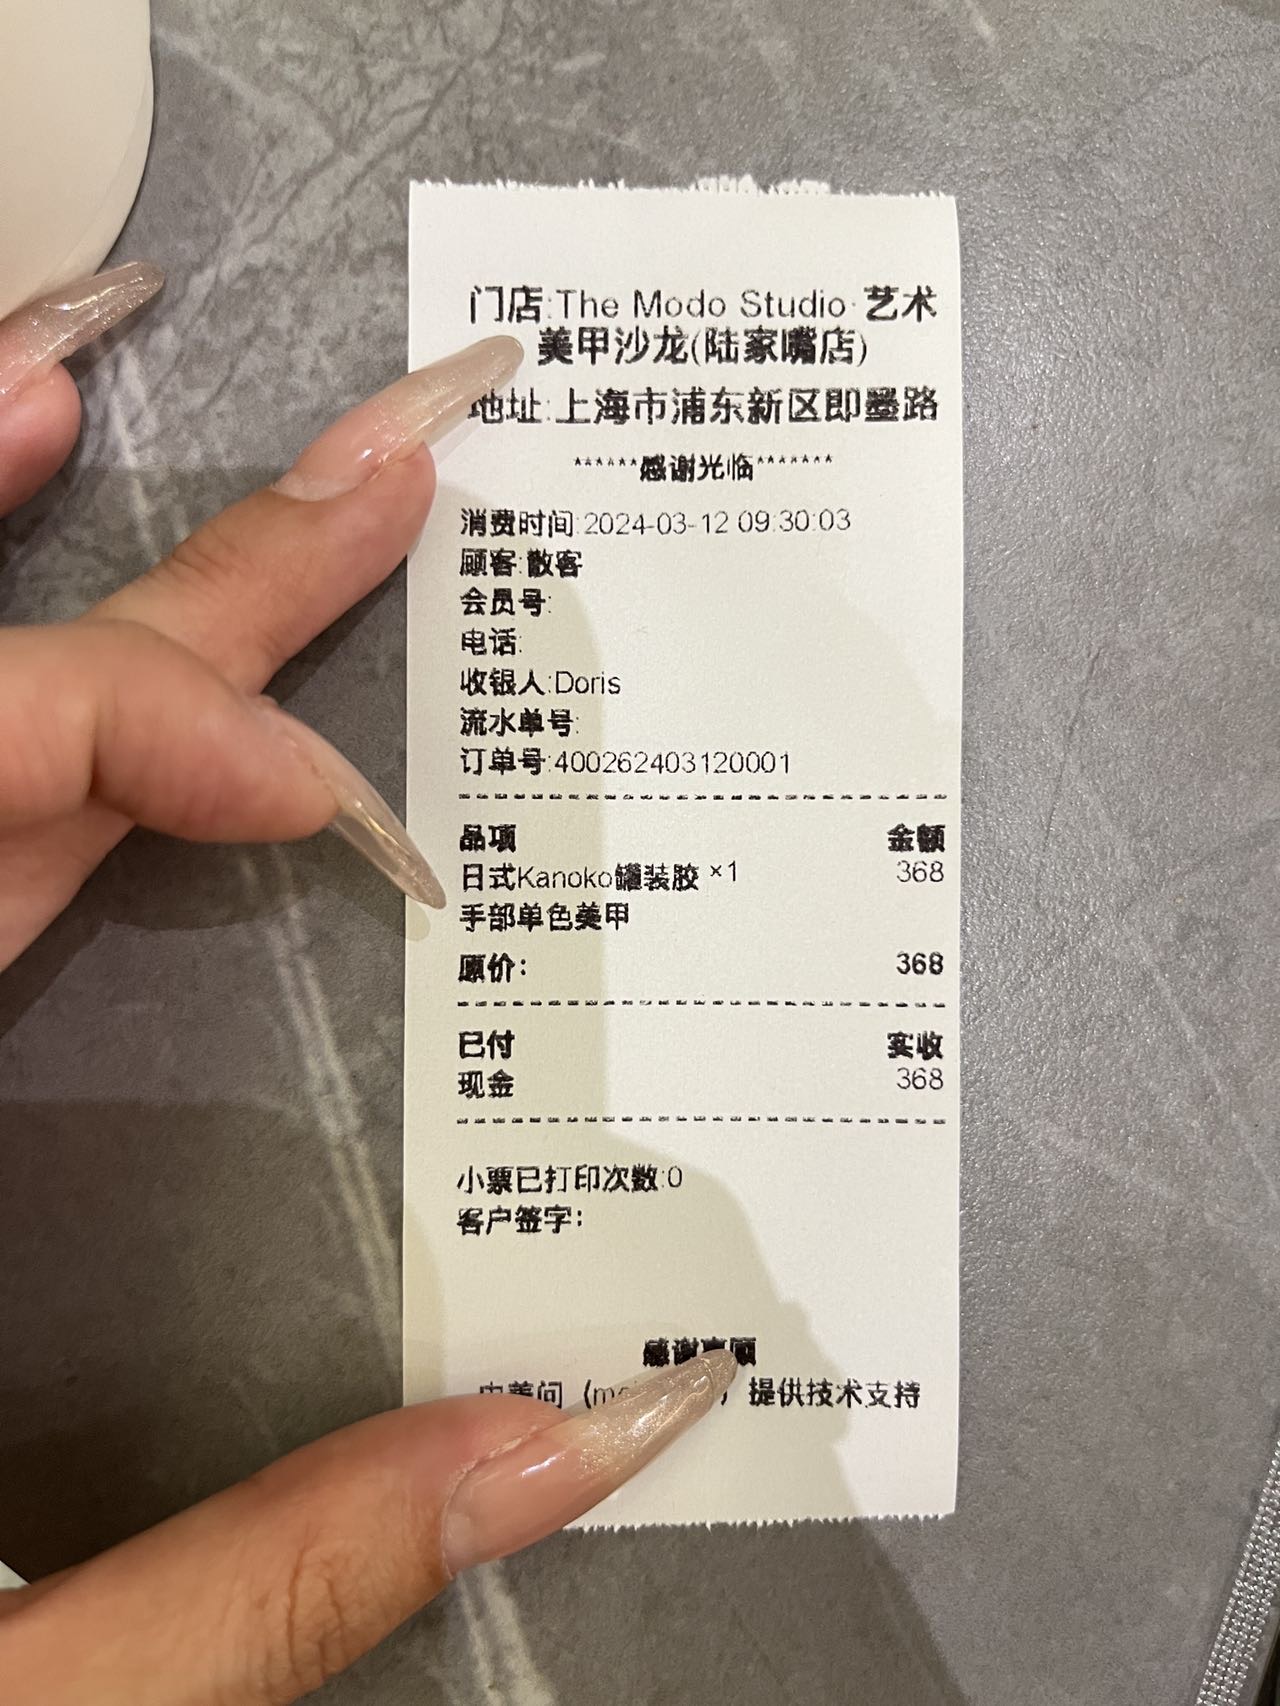 门店:The Modo Studio·艺术
美甲沙龙(陆家嘴店)
地址:上海市浦东新区即墨路
******感谢光临*******
消费时间:2024-03-12 09:30:03
顾客:散客
会员号:
电话:
收银人:Doris
流水单号:
订单号:400262403120001
品项 金额
日式Kanoko罐装胶 ×1 368
手部单色美甲
原价: 368
已付 实收
现金 368
小票已打印次数:0
客户签字:
感谢惠顾
提供技术支持